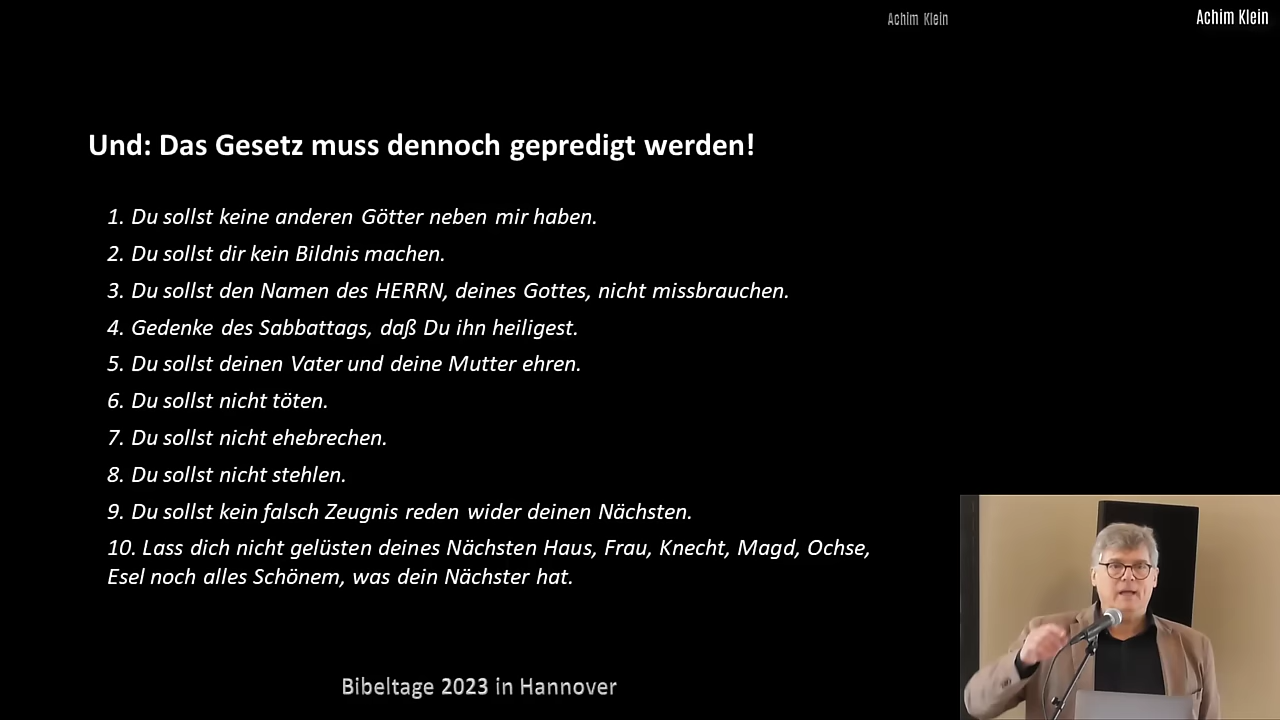 Achim Klein
Achim Klein
Und: Das Gesetz muss dennoch gepredigt werden!
1. Du sollst keine anderen Götter neben mir haben.
2. Du sollst dir kein Bildnis machen.
3. Du sollst den Namen des HERRN, deines Gottes, nicht missbrauchen.
4. Gedenke des Sabbattags, daß Du ihn heiligest.
5. Du sollst deinen Vater und deine Mutter ehren.
6. Du sollst nicht töten.
7. Du sollst nicht ehebrechen.
8. Du sollst nicht stehlen.
9. Du sollst kein falsch Zeugnis reden wider deinen Nächsten.
10. Lass dich nicht gelüsten deines Nächsten Haus, Frau, Knecht, Magd, Ochse,
Esel noch alles Schönem, was dein Nächster hat.
Bibeltage 2023 in Hannover